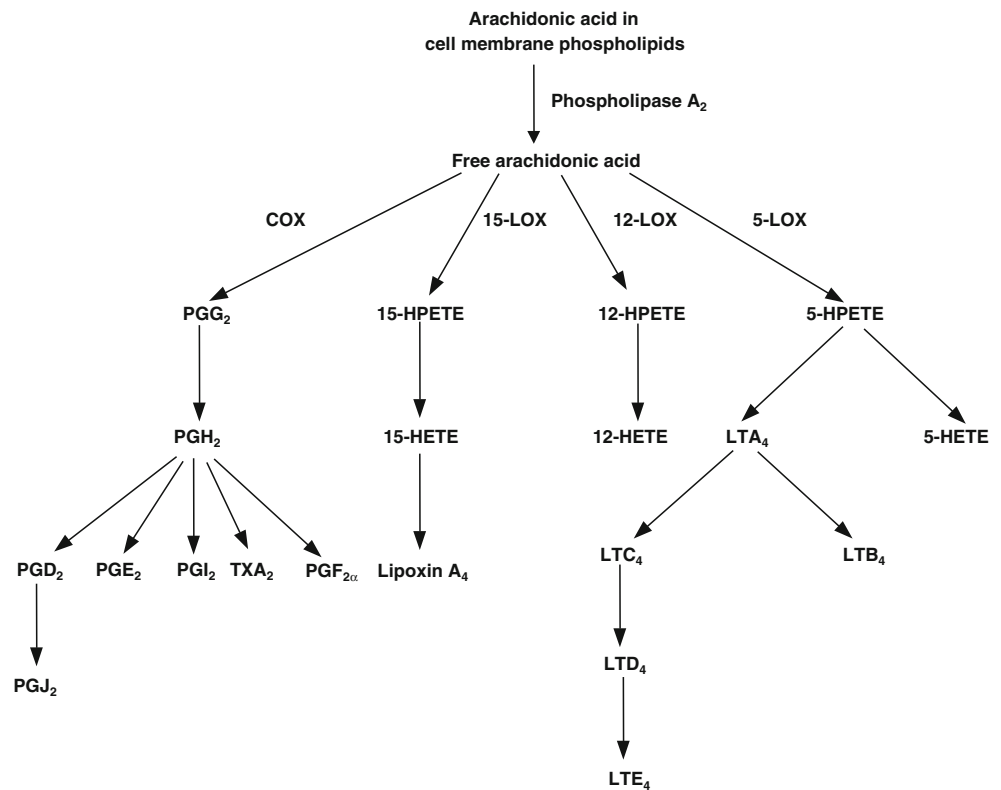 Arachidonic acid in
cell membrane phospholipids
Phospholipase A₂
Free arachidonic acid
COX 15-LOX 12-LOX 5-LOX
PGG₂ 15-HPETE 12-HPETE 5-HPETE
PGH₂ 15-HETE 12-HETE LTA₄ 5-HETE
PGD₂ PGE₂ PGI₂ TXA₂ PGF₂α Lipoxin A₄ LTC₄ LTB₄
LTD₄
PGJ₂
LTE₄